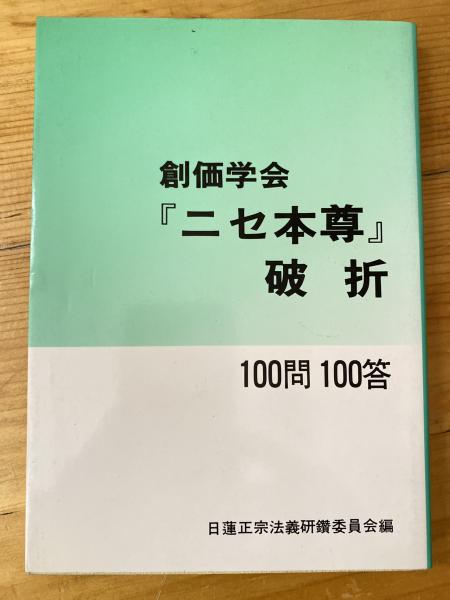 創価学会
『ニセ本尊』
破折
100問100答
日蓮正宗法義研鑽委員会編